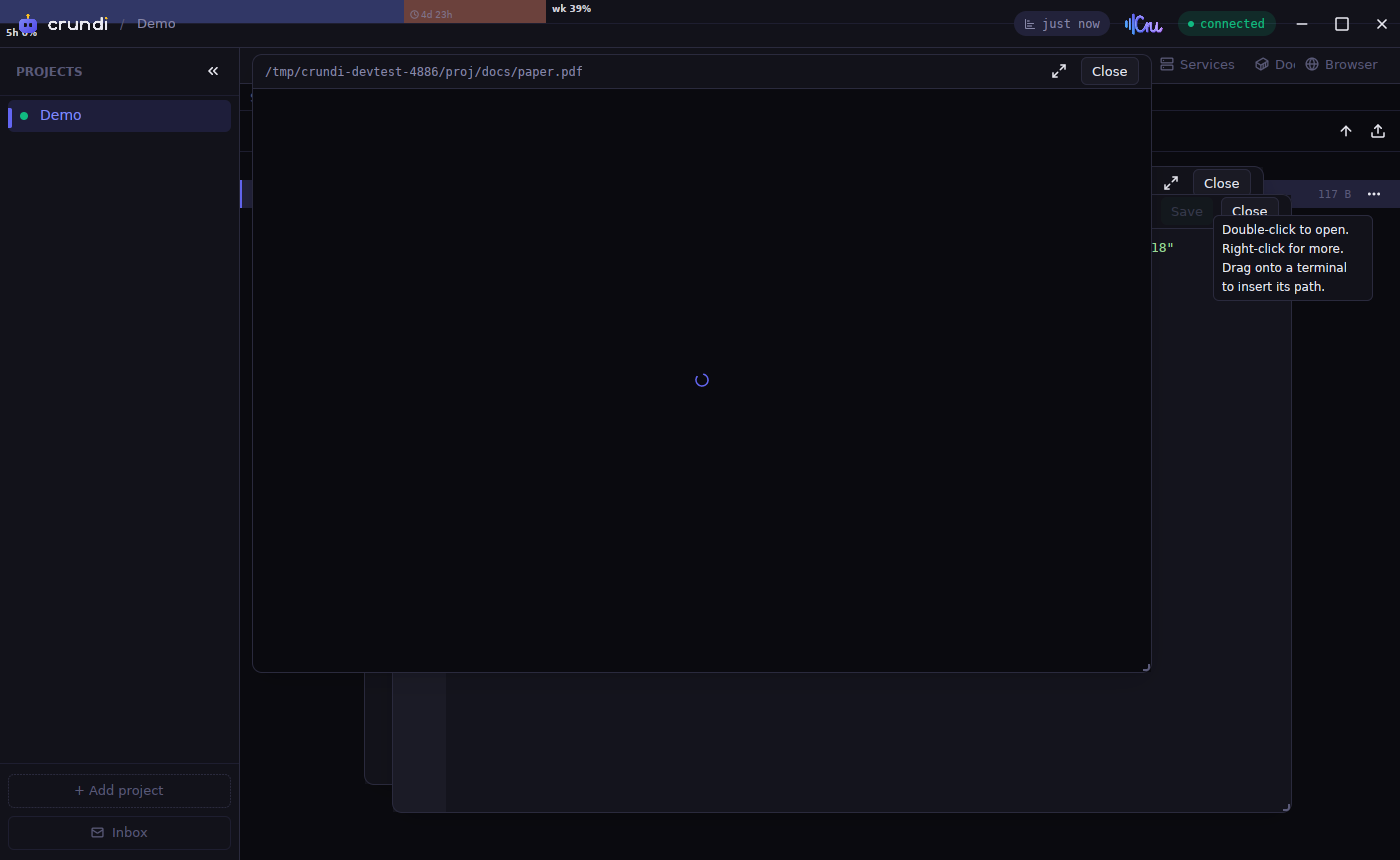 4d 23h
wk 39%
5h 6%
crundi / Demo
just now
Cru
connected
PROJECTS
Demo
/tmp/crundi-devtest-4886/proj/docs/paper.pdf
Close
Services
Browser
Close
117 B
Save
Close
18"
Double-click to open.
Right-click for more.
Drag onto a terminal
to insert its path.
+ Add project
Inbox